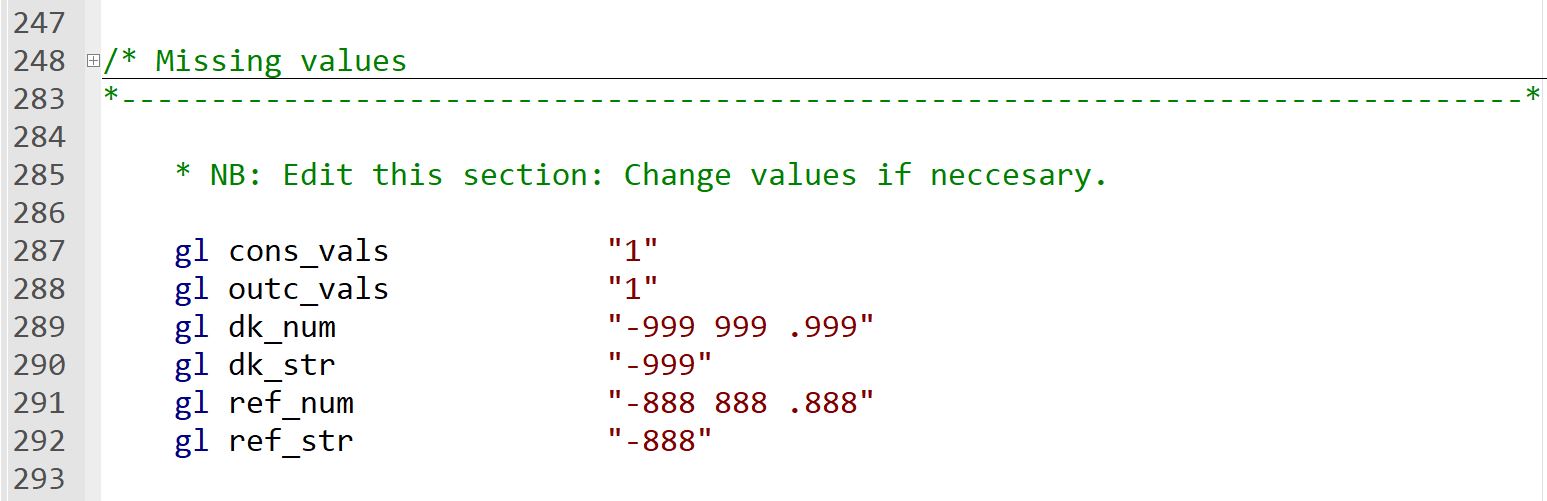 247
248 /* Missing values
283 *------------------------------------------------------------------------------*
284
285 * NB: Edit this section: Change values if neccesary.
286
287 gl cons_vals "1"
288 gl outc_vals "1"
289 gl dk_num "-999 999 .999"
290 gl dk_str "-999"
291 gl ref_num "-888 888 .888"
292 gl ref_str "-888"
293